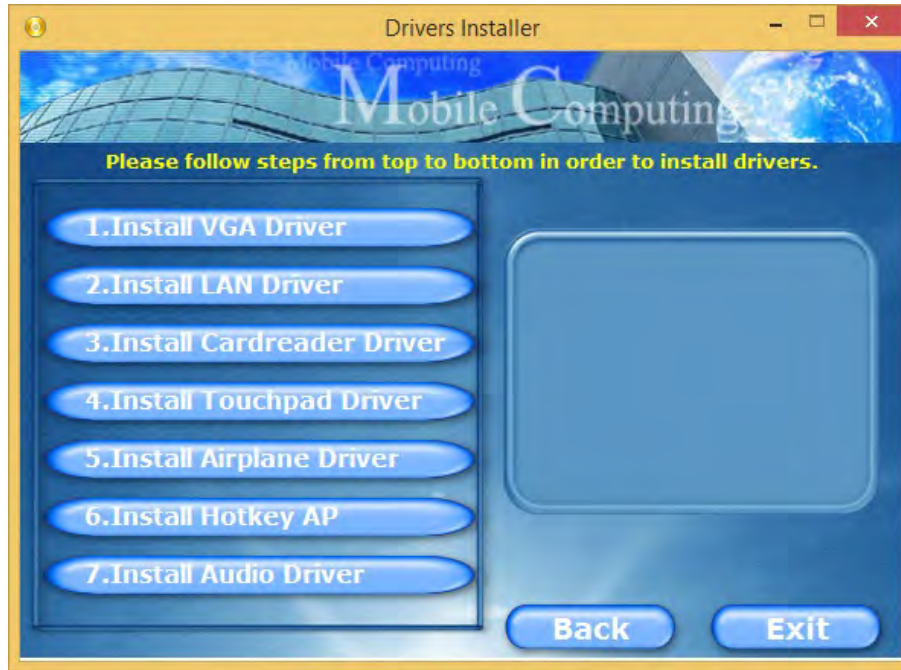 Drivers Installer
Mobile Computing
Mobile Computing
Please follow steps from top to bottom in order to install drivers.
1.Install VGA Driver
2.Install LAN Driver
3.Install Cardreader Driver
4.Install Touchpad Driver
5.Install Airplane Driver
6.Install Hotkey AP
7.Install Audio Driver
Back
Exit